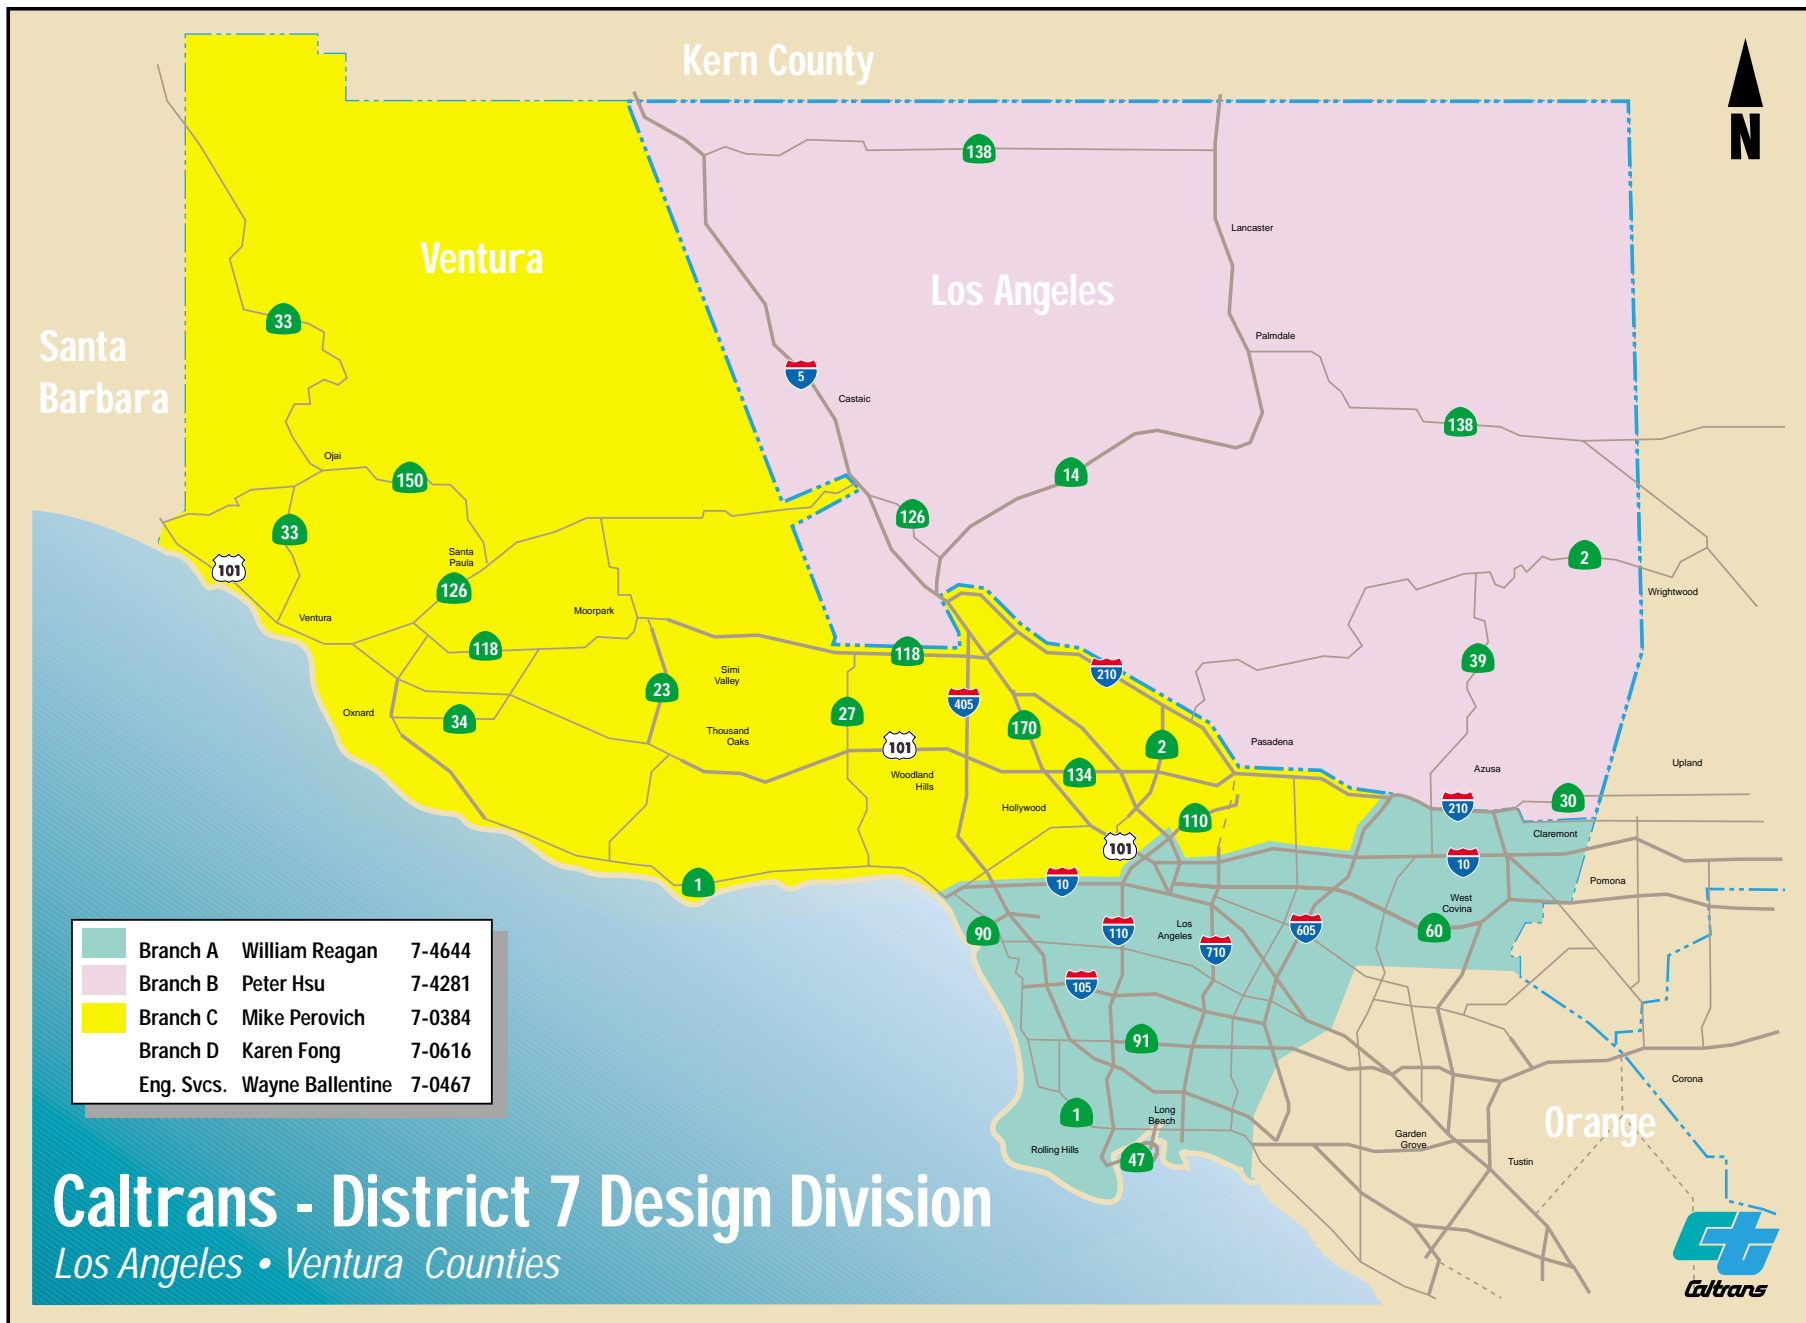 Kern County
N
138
Lancaster
Ventura
Los Angeles
33
Santa
Barbara
Palmdale
5
Castaic
138
Ojai
150
14
126
33
101
Santa
Paula
2
126
Wrightwood
Ventura
Moorpark
118
118
39
Simi
Valley
210
23
405
Oxnard
34
27
170
Thousand
Oaks
101
2
Pasadena
Woodland
Hills
134
Azusa
Upland
Hollywood
110
210
30
Claremont
101
10
1
10
Pomona
West
Covina
90
110
Los
Angeles
605
60
710
105
91
Corona
1
Long
Beach
Orange
Garden
Grove
Rolling Hills
47
Tustin
Branch A William Reagan 7-4644
Branch B Peter Hsu 7-4281
Branch C Mike Perovich 7-0384
Branch D Karen Fong 7-0616
Eng. Svcs. Wayne Ballentine 7-0467
Caltrans - District 7 Design Division
Los Angeles • Ventura Counties
ct
Caltrans